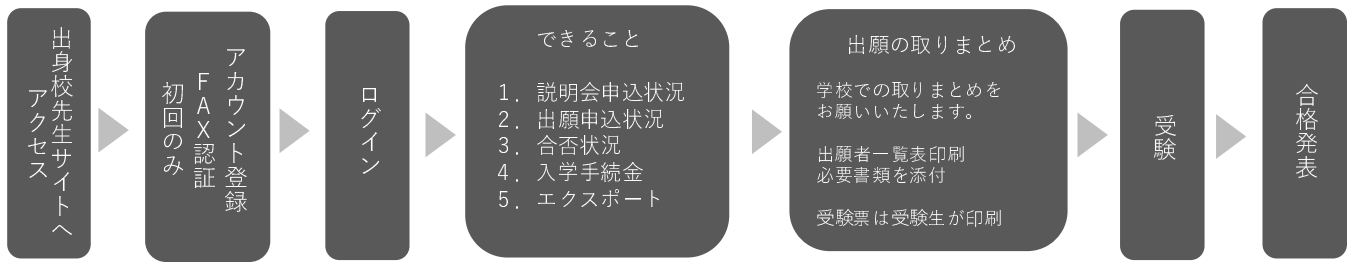 出身校先生サイトへ
アクセス
アカウント登録
ＦＡＸ認証
初回のみ
ログイン
できること
１．説明会申込状況
２．出願申込状況
３．合否状況
４．入学手続金
５．エクスポート
出願の取りまとめ
学校での取りまとめを
お願いいたします。
出願者一覧表印刷
必要書類を添付
受験票は受験生が印刷
受験
合格発表